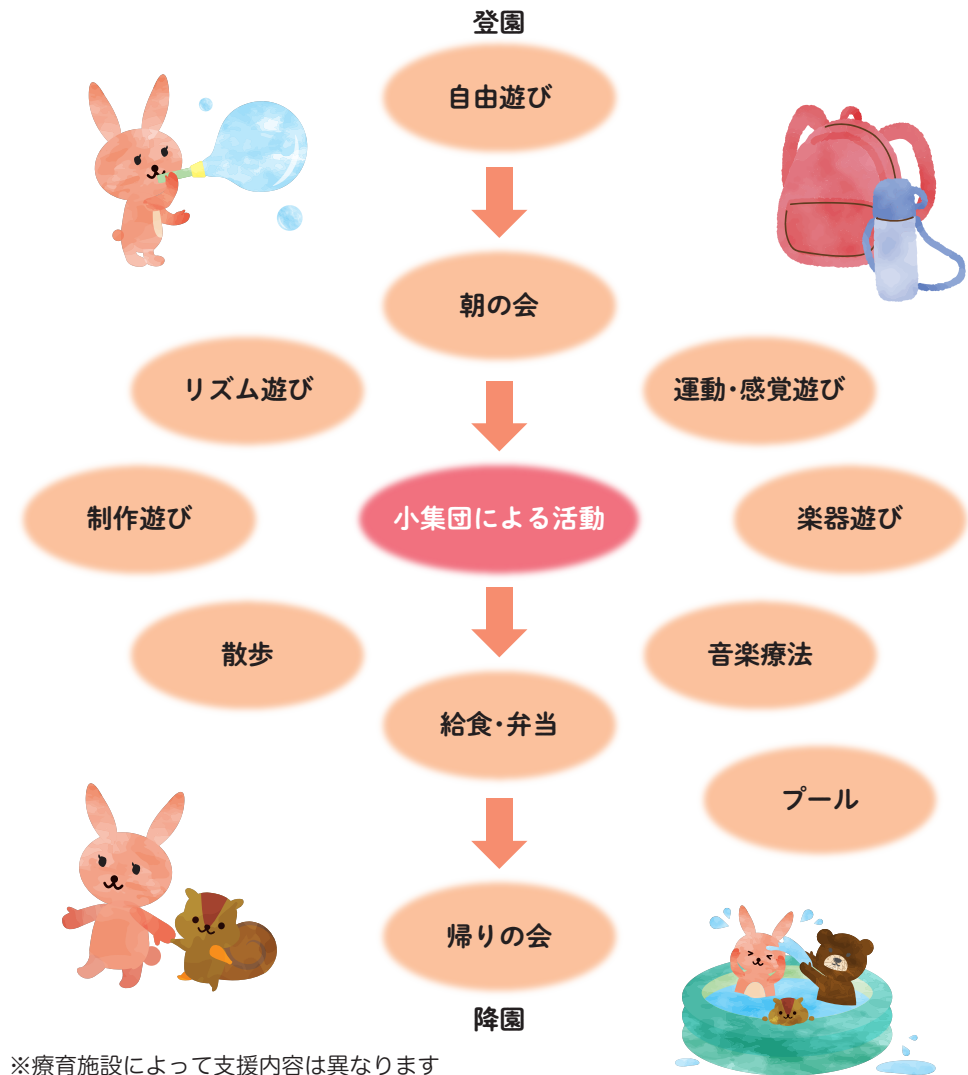 登園
自由遊び
朝の会
リズム遊び
運動・感覚遊び
制作遊び
小集団による活動
楽器遊び
散歩
音楽療法
給食・弁当
プール
帰りの会
降園
※療育施設によって支援内容は異なります